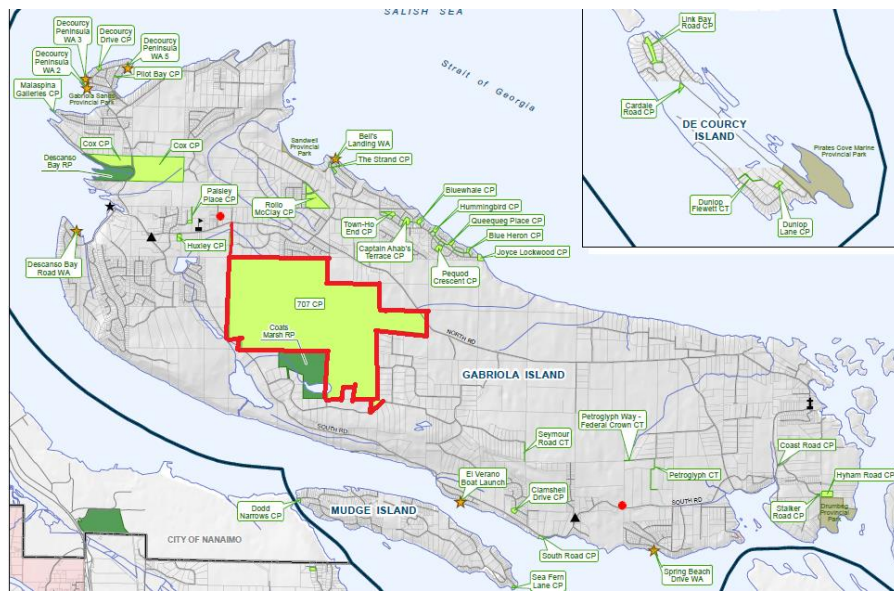 SALISH SEA
Strait of Georgia
Decourcy
Peninsula
WA 3
Decourcy
Drive CP
Decourcy
Peninsula
WA 5
Decourcy
Peninsula
WA 2
Pilot Bay CP
Gabriola Sands
Provincial Park
Malaspina
Galleries CP
Cox CP
Cox CP
Descanso
Bay RP
Sandwell
Provincial
Park
Bell's
Landing WA
The Strand CP
Paisley
Place CP
Rollo
McClay CP
Huxley CP
Descanso Bay
Road WA
Bluewhale CP
Hummingbird CP
Town-Ho
End CP
Queequeg Place CP
Captain Ahab's
Terrace CP
Blue Heron CP
Joyce Lockwood CP
Pequod
Crescent CP
707 CP
Coats
Marsh RP
NORTH RD
GABRIOLA ISLAND
SOUTH RD
Seymour
Road CT
Petroglyph Way -
Federal Crown CT
Petroglyph CT
Coast Road CP
Hyham Road CP
Stalker
Road CP
Drumbeg
Provincial
Park
El Verano
Boat Launch
Clamshell
Drive CP
SOUTH RD
South Road CP
Spring Beach
Drive WA
Dodd
Narrows CP
MUDGE ISLAND
Sea Fern
Lane CP
CITY OF NANAIMO
Link Bay
Road CP
Cardale
Road CP
DE COURCY
ISLAND
Pirates Cove Marine
Provincial Park
Dunlop
Flewett CT
Dunlop
Lane CP